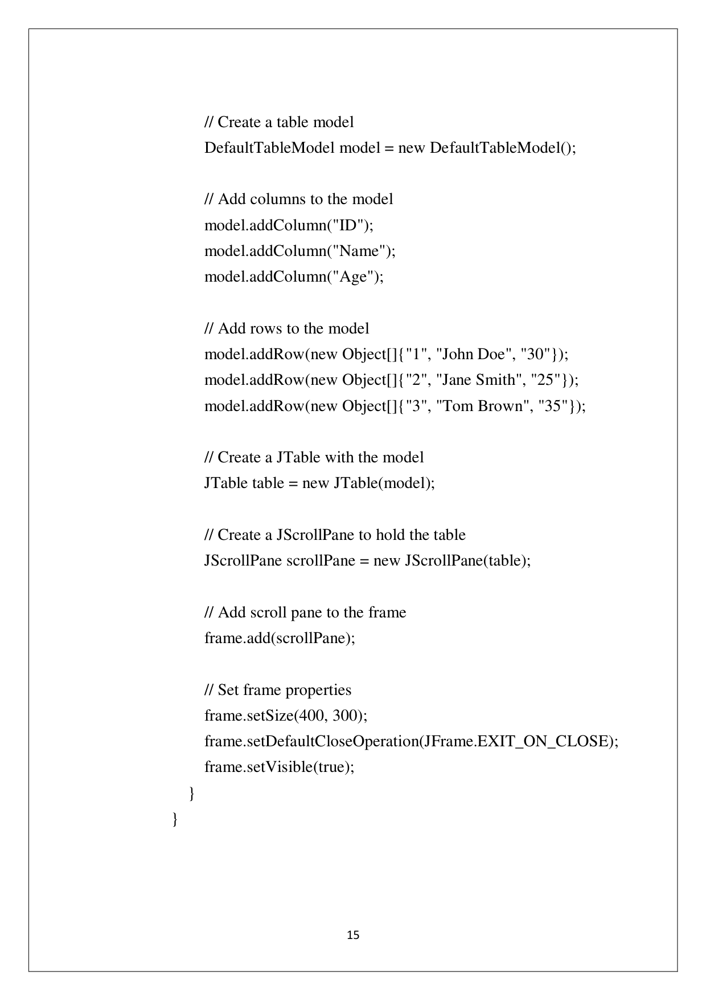 // Create a table model
DefaultTableModel model = new DefaultTableModel();
// Add columns to the model
model.addColumn("ID");
model.addColumn("Name");
model.addColumn("Age");
// Add rows to the model
model.addRow(new Object[]{"1", "John Doe", "30"});
model.addRow(new Object[]{"2", "Jane Smith", "25"});
model.addRow(new Object[]{"3", "Tom Brown", "35"});
// Create a JTable with the model
JTable table = new JTable(model);
// Create a JScrollPane to hold the table
JScrollPane scrollPane = new JScrollPane(table);
// Add scroll pane to the frame
frame.add(scrollPane);
// Set frame properties
frame.setSize(400, 300);
frame.setDefaultCloseOperation(JFrame.EXIT_ON_CLOSE);
frame.setVisible(true);
}
}
15